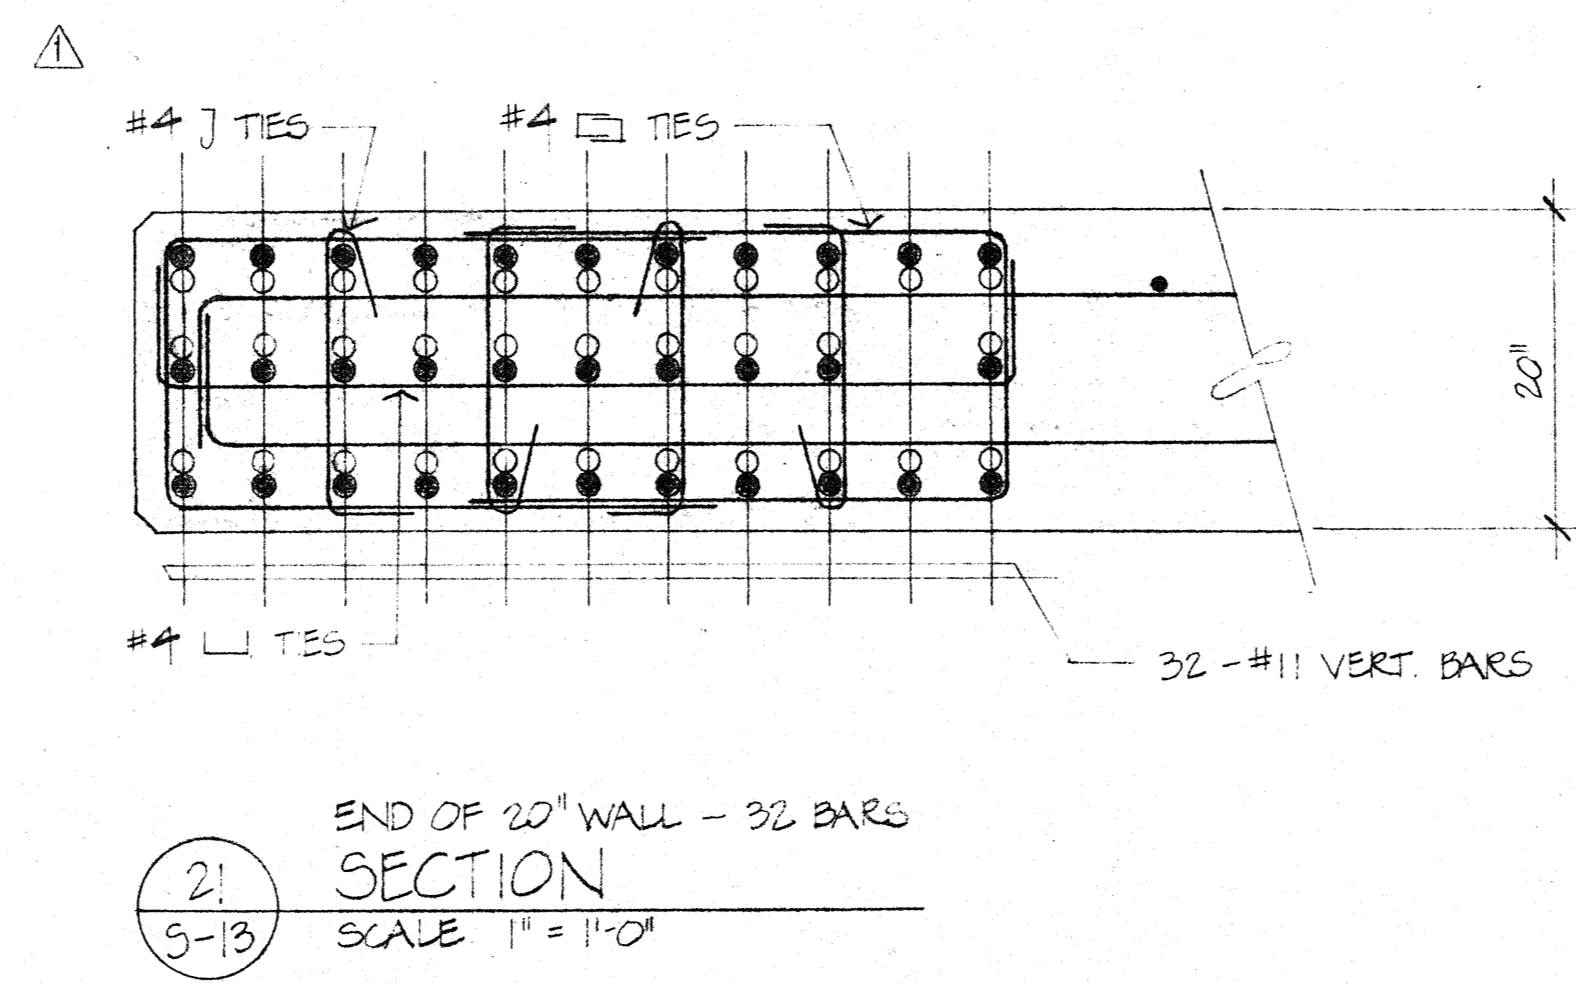 1
#4 TIES
#4 TIES
20"
#4 TIES
32 - #11 VERT. BARS
END OF 20" WALL - 32 BARS
21
SECTION
S-13
SCALE 1" = 1'-0"